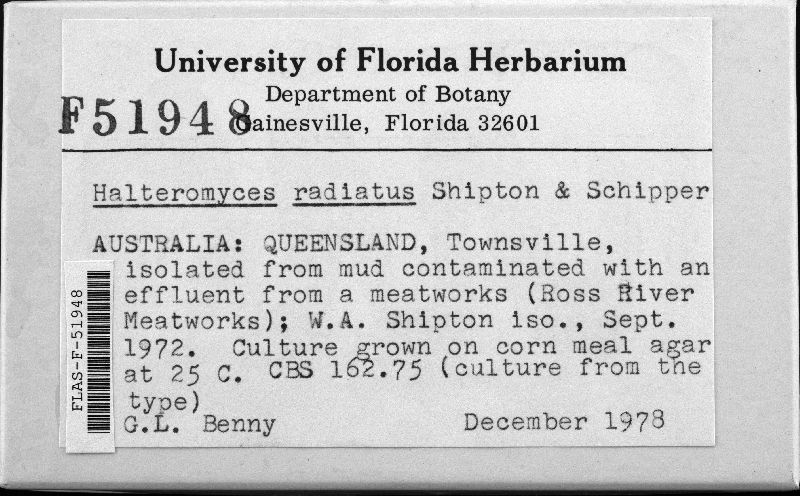 University of Florida Herbarium
Department of Botany
F51948
Gainesville, Florida 32601
Halteromyces radiatus Shipton & Schipper
AUSTRALIA: QUEENSLAND, Townsville,
isolated from mud contaminated with an
effluent from a meatworks (Ross River
Meatworks); W.A. Shipton iso., Sept.
1972. Culture grown on corn meal agar
at 25 C. CBS 162.75 (culture from the
type)
G.L. Benny December 1978
FLAS-F-51948